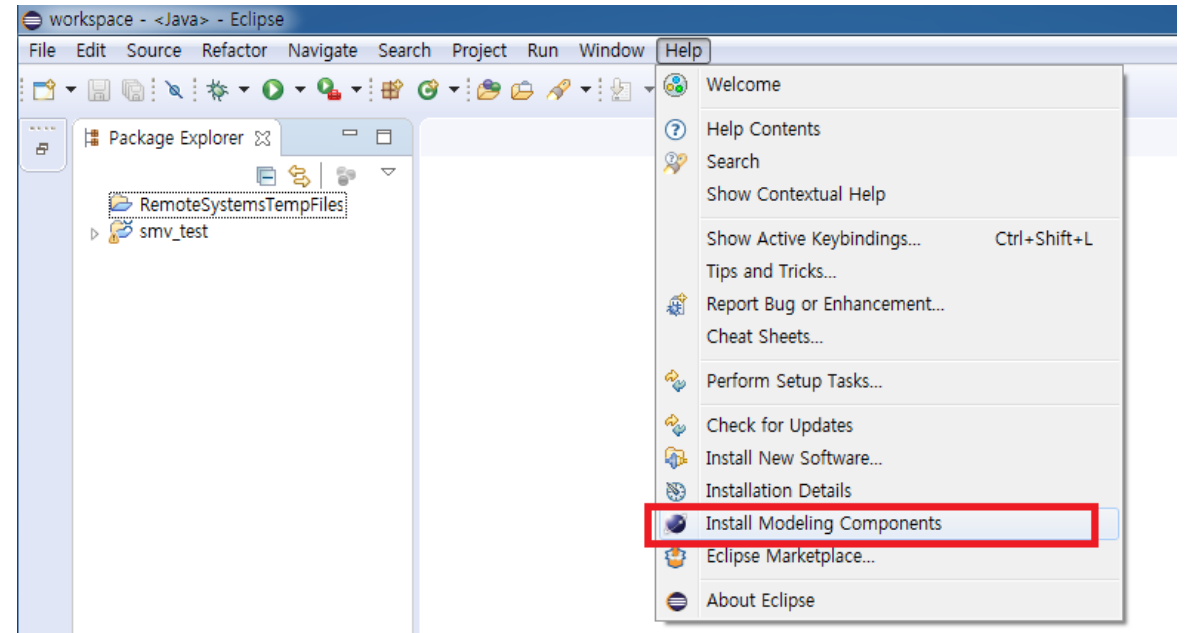 workspace - <Java> - Eclipse
File Edit Source Refactor Navigate Search Project Run Window Help
Package Explorer
RemoteSystemsTempFiles
smv_test
Welcome
Help Contents
Search
Show Contextual Help
Show Active Keybindings... Ctrl+Shift+L
Tips and Tricks...
Report Bug or Enhancement...
Cheat Sheets...
Perform Setup Tasks...
Check for Updates
Install New Software...
Installation Details
Install Modeling Components
Eclipse Marketplace...
About Eclipse